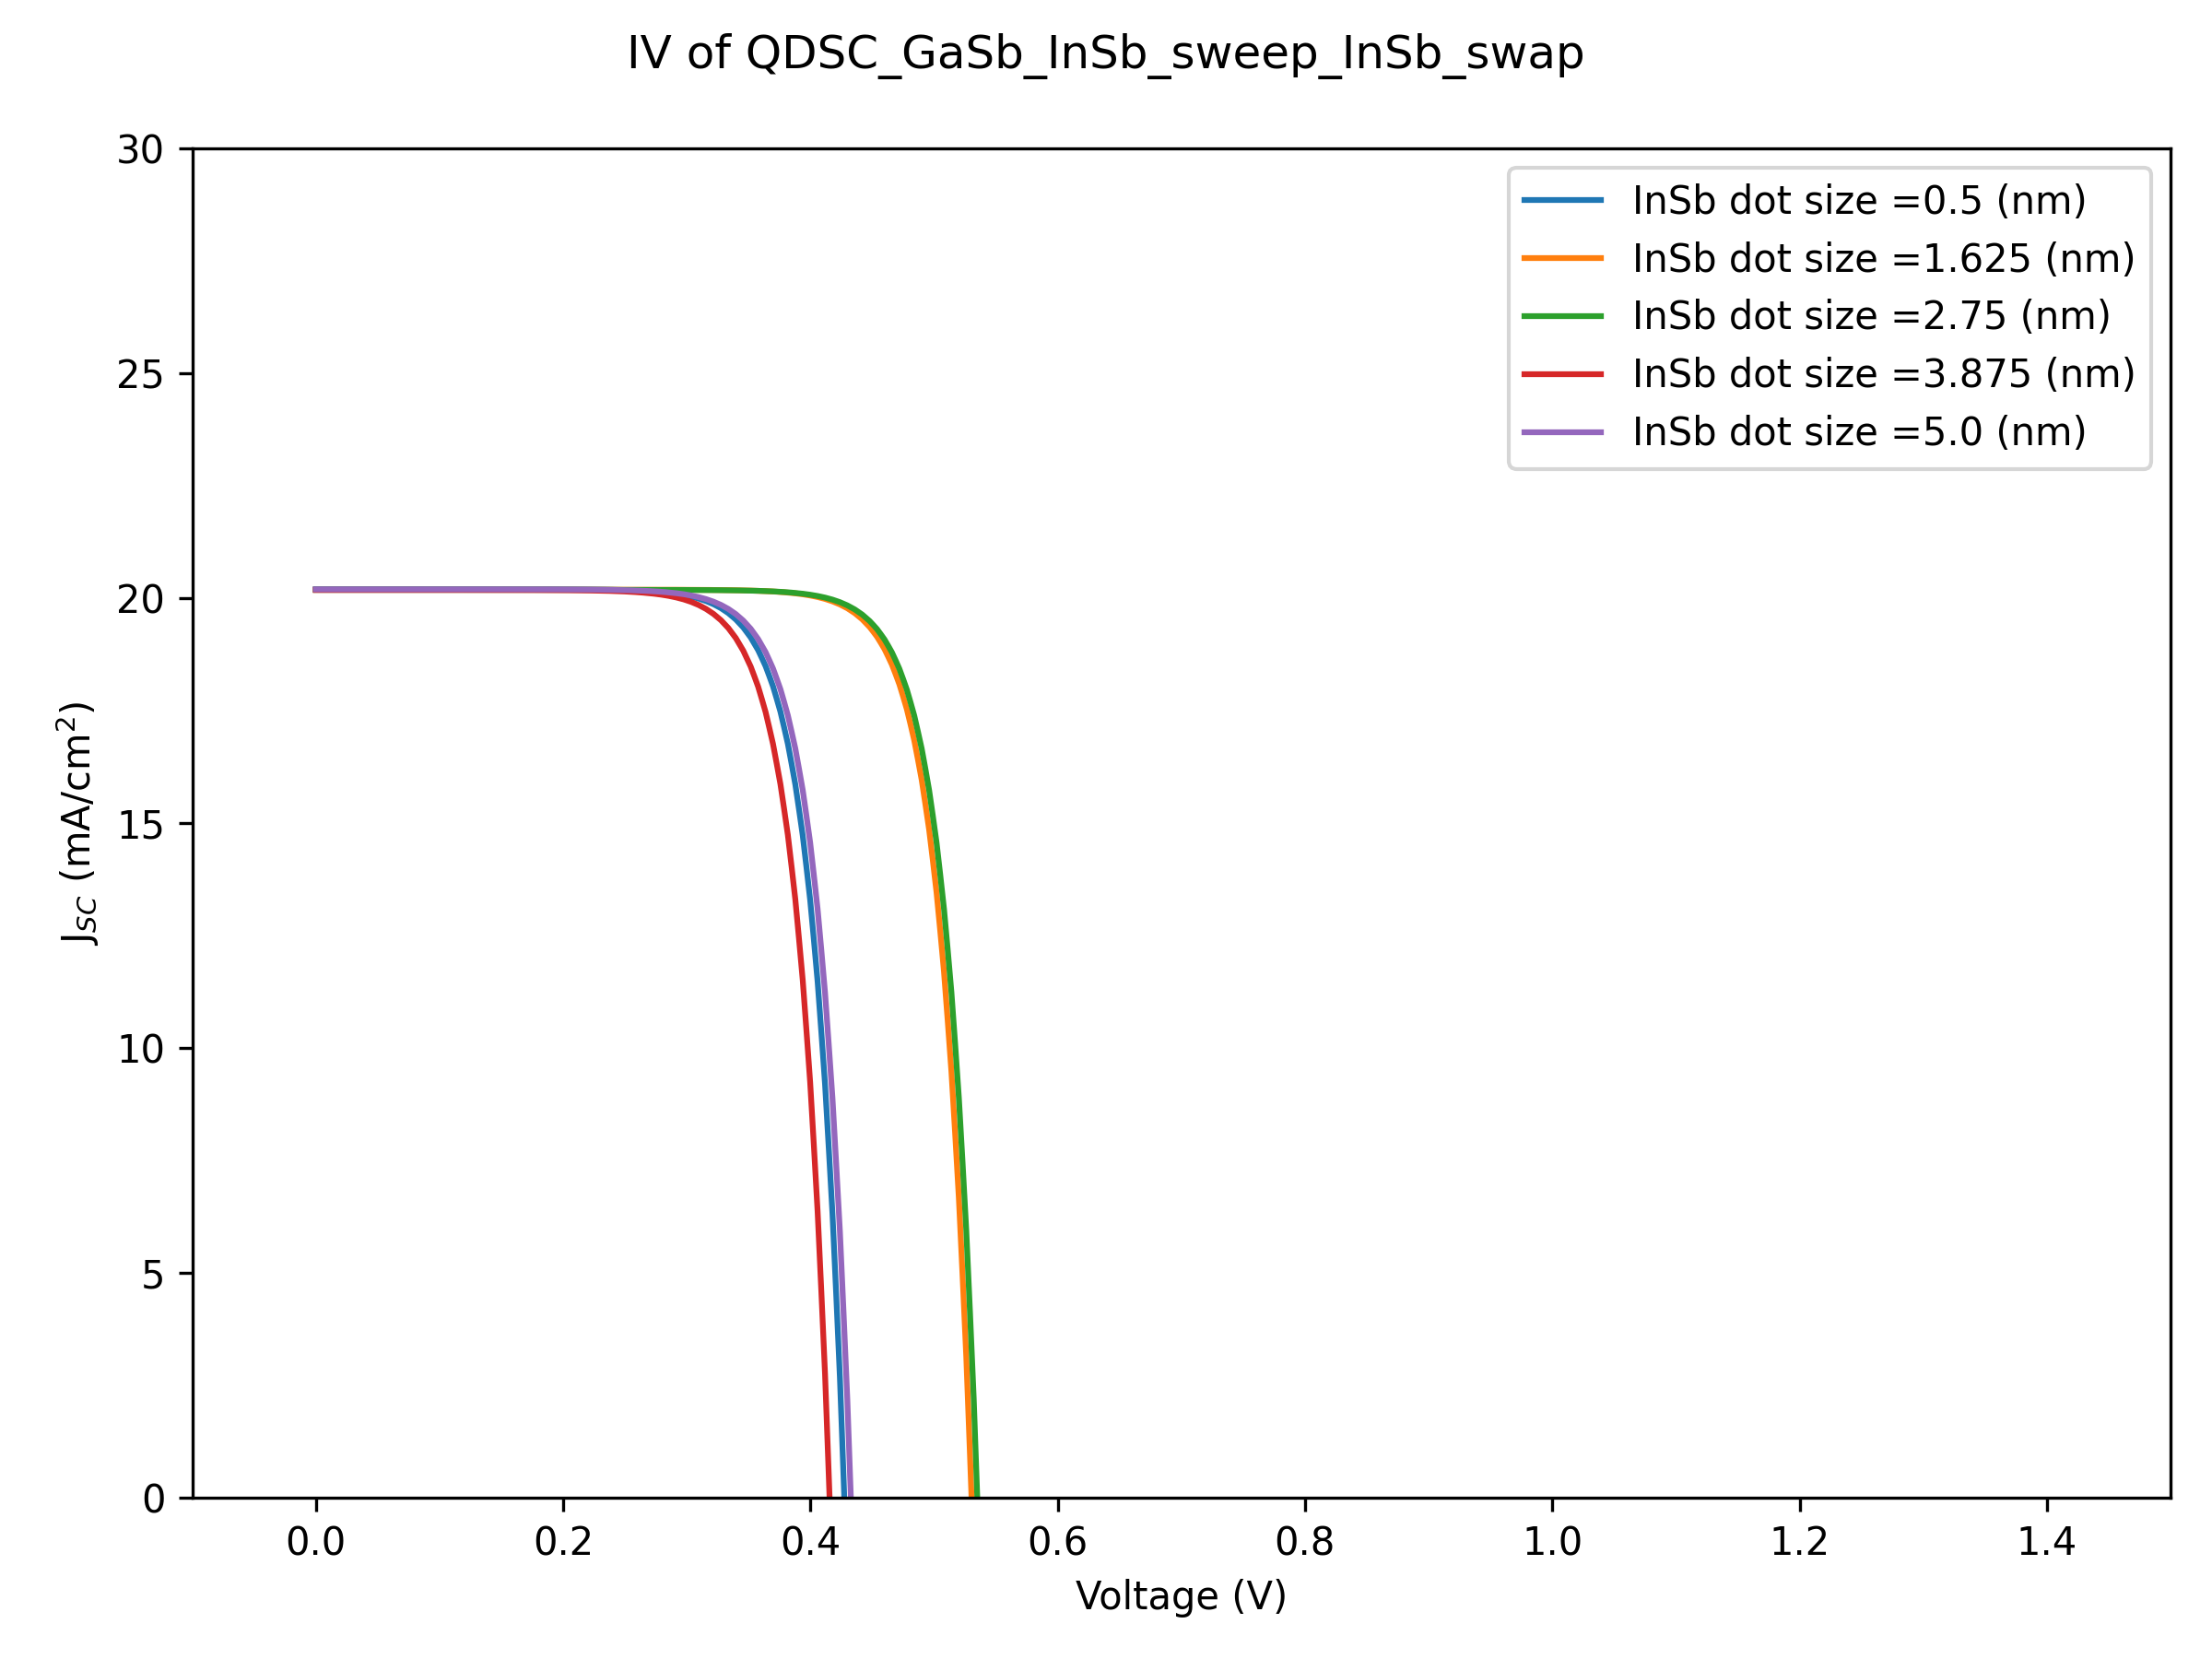 IV of QDSC_GaSb_InSb_sweep_InSb_swap
30
25
20
15
10
5
0
J_SC (mA/cm²)
InSb dot size =0.5 (nm)
InSb dot size =1.625 (nm)
InSb dot size =2.75 (nm)
InSb dot size =3.875 (nm)
InSb dot size =5.0 (nm)
0.0 0.2 0.4 0.6 0.8 1.0 1.2 1.4
Voltage (V)